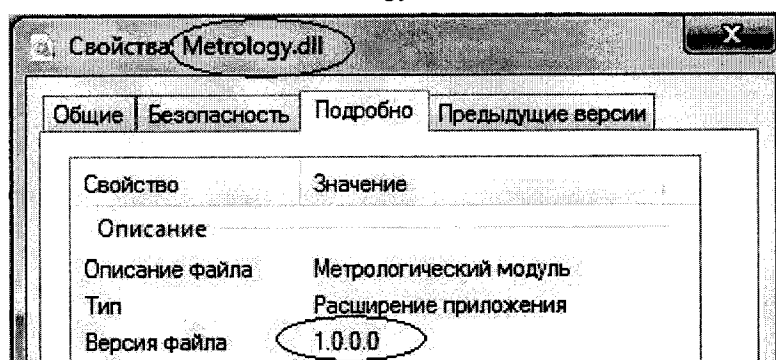 Свойства: Metrology.dll
X
Общие Безопасность Подробно Предыдущие версии
Свойство Значение
Описание
Описание файла Метрологический модуль
Тип Расширение приложения
Версия файла 1.0.0.0